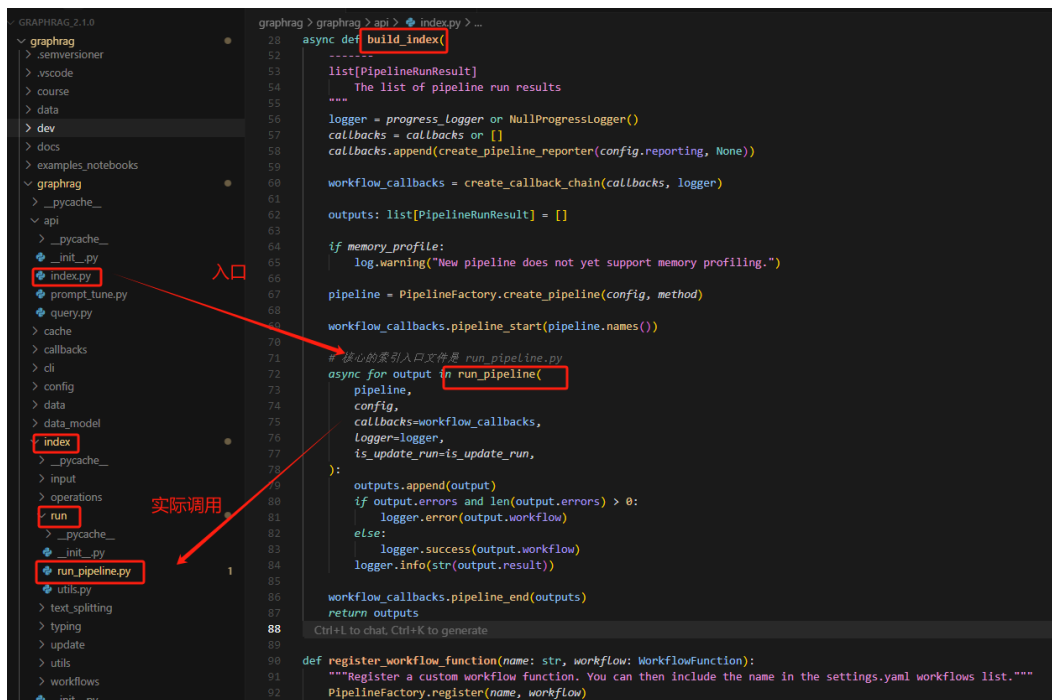 GRAPHRAG_2.1.0
graphrag
.semversioner
.vscode
course
data
dev
docs
examples_notebooks
graphrag
__pycache__
api
__pycache__
__init__.py
index.py
prompt_tune.py
query.py
cache
callbacks
cli
config
data
data_model
index
__pycache__
input
operations
run
__pycache__
__init__.py
run_pipeline.py 1
utils.py
text_splitting
typing
update
utils
workflows
__init__.py
入口
实际调用
graphrag > graphrag > api > index.py > ...
28 async def build_index(
52 -------
53 list[PipelineRunResult]
54 The list of pipeline run results
55 """
56 logger = progress_logger or NullProgressLogger()
57 callbacks = callbacks or []
58 callbacks.append(create_pipeline_reporter(config.reporting, None))
59
60 workflow_callbacks = create_callback_chain(callbacks, logger)
61
62 outputs: list[PipelineRunResult] = []
63
64 if memory_profile:
65 log.warning("New pipeline does not yet support memory profiling.")
66
67 pipeline = PipelineFactory.create_pipeline(config, method)
68
69 workflow_callbacks.pipeline_start(pipeline.names())
70
71 # 核心的索引入口文件是 run_pipeline.py
72 async for output in run_pipeline(
73 pipeline,
74 config,
75 callbacks=workflow_callbacks,
76 logger=logger,
77 is_update_run=is_update_run,
78 ):
79 outputs.append(output)
80 if output.errors and len(output.errors) > 0:
81 logger.error(output.workflow)
82 else:
83 logger.success(output.workflow)
84 logger.info(str(output.result))
85
86 workflow_callbacks.pipeline_end(outputs)
87 return outputs
88 Ctrl+L to chat, Ctrl+K to generate
89
90 def register_workflow_function(name: str, workflow: WorkflowFunction):
91 """Register a custom workflow function. You can then include the name in the settings.yaml workflows list."""
92 PipelineFactory.register(name, workflow)